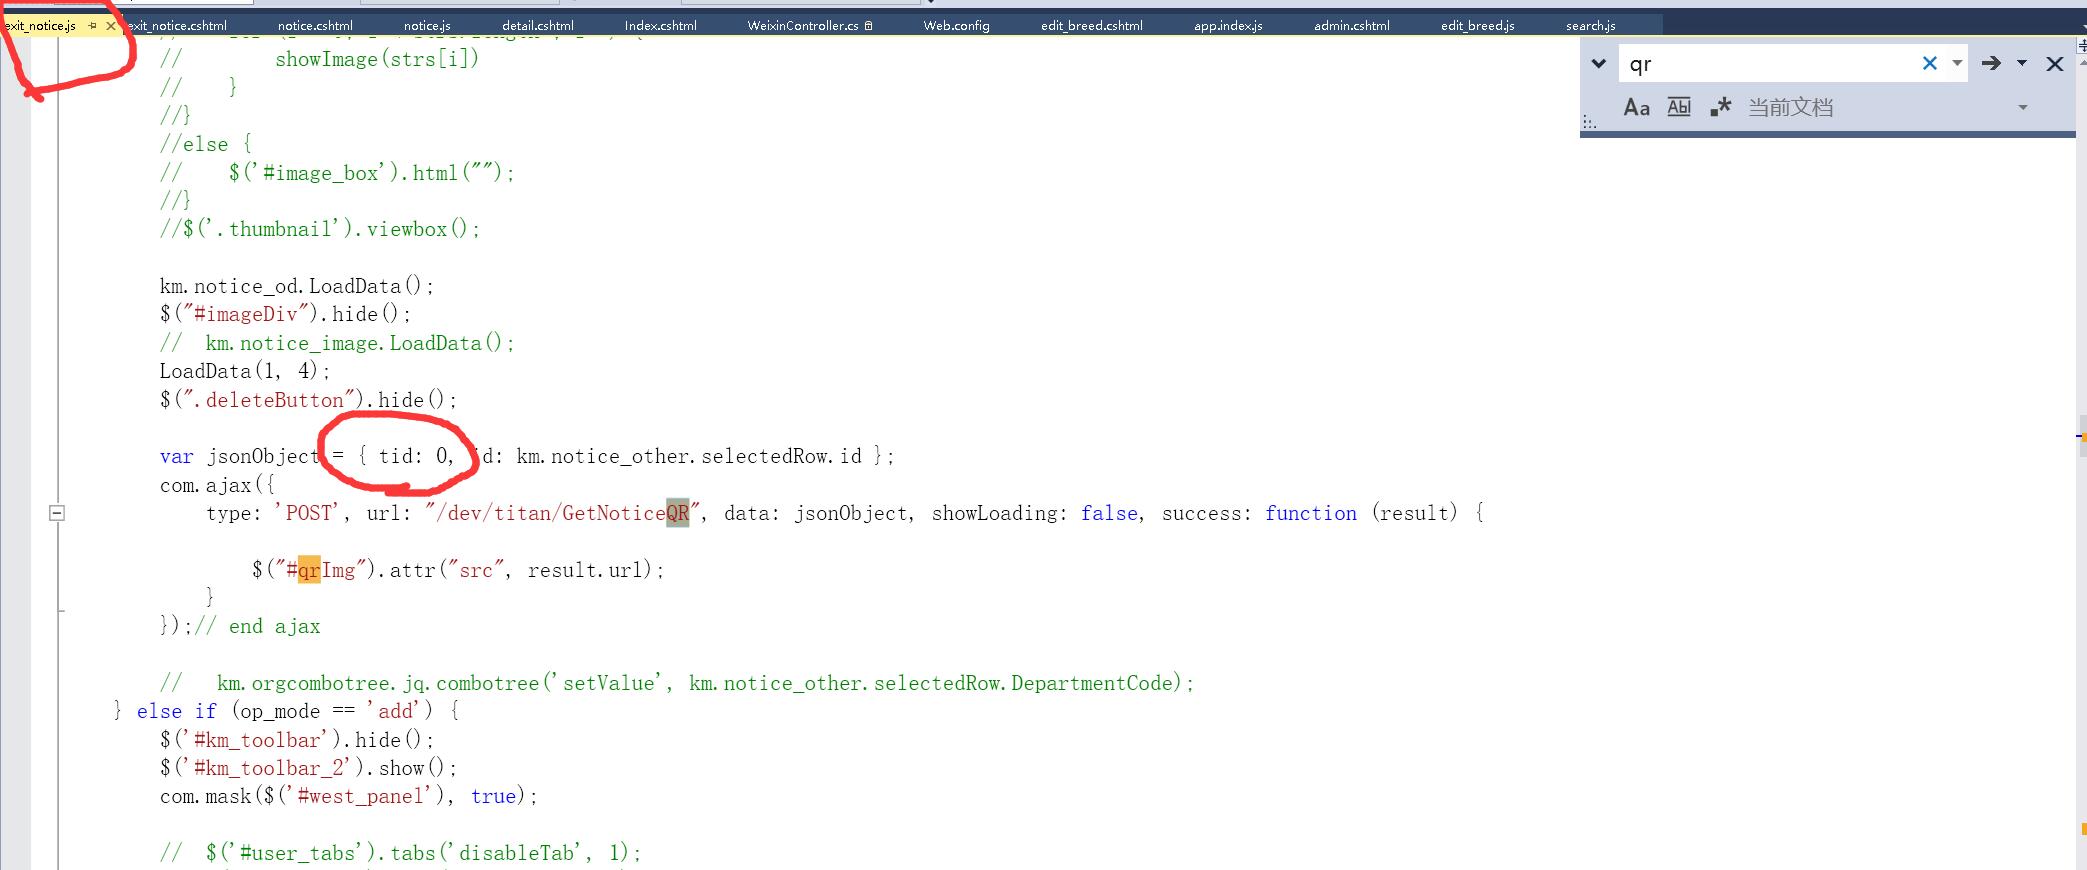 exit_notice.js exit_notice.cshtml notice.cshtml notice.js detail.cshtml Index.cshtml WeixinController.cs Web.config edit_breed.cshtml app.index.js admin.cshtml edit_breed.js search.js
qr
Aa Abl .* 当前文档
// showImage(strs[i])
// }
//}
//else {
// $('#image_box').html("");
//}
//$('.thumbnail').viewbox();
km.notice_od.LoadData();
$("#imageDiv").hide();
// km.notice_image.LoadData();
LoadData(1, 4);
$(".deleteButton").hide();
var jsonObject = { tid: 0, id: km.notice_other.selectedRow.id };
com.ajax({
type: 'POST', url: "/dev/titan/GetNoticeQR", data: jsonObject, showLoading: false, success: function (result) {
$("#qrImg").attr("src", result.url);
}
});// end ajax
// km.orgcombotree.jq.combotree('setValue', km.notice_other.selectedRow.DepartmentCode);
} else if (op_mode == 'add') {
$('#km_toolbar').hide();
$('#km_toolbar_2').show();
com.mask($('#west_panel'), true);
// $('#user_tabs').tabs('disableTab', 1);